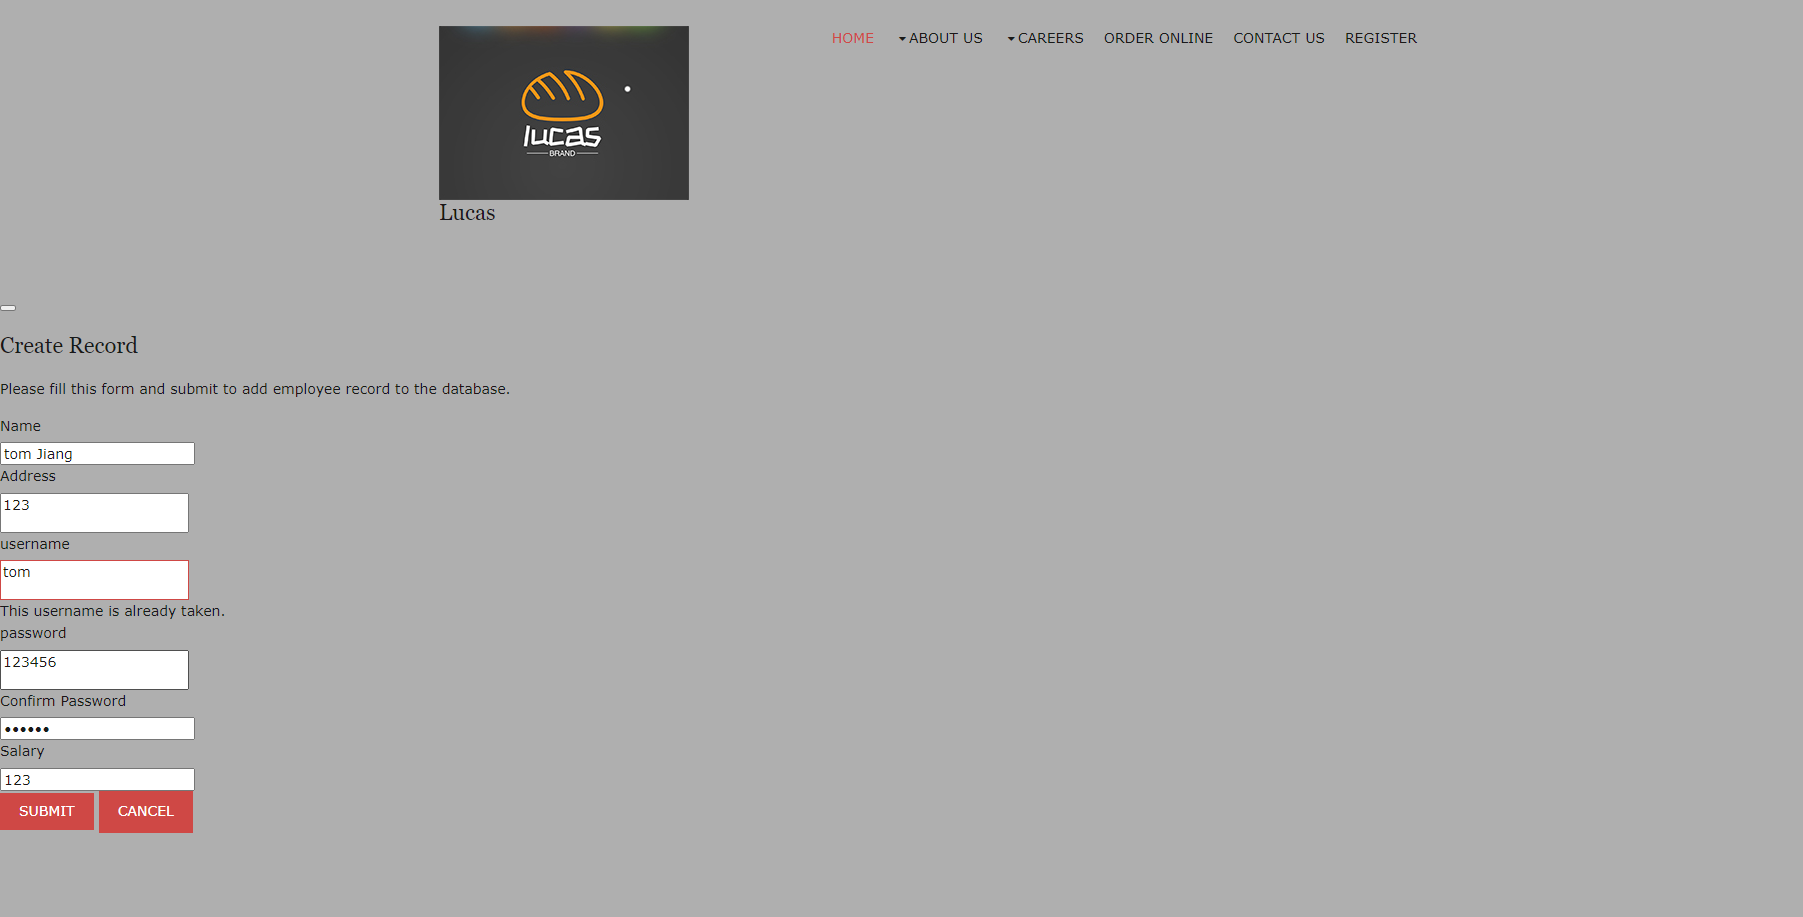 lucas
BRAND
Lucas
HOME ABOUT US CAREERS ORDER ONLINE CONTACT US REGISTER
Create Record
Please fill this form and submit to add employee record to the database.
Name
tom Jiang
Address
123
username
tom
This username is already taken.
password
123456
Confirm Password
••••••
Salary
123
SUBMIT CANCEL